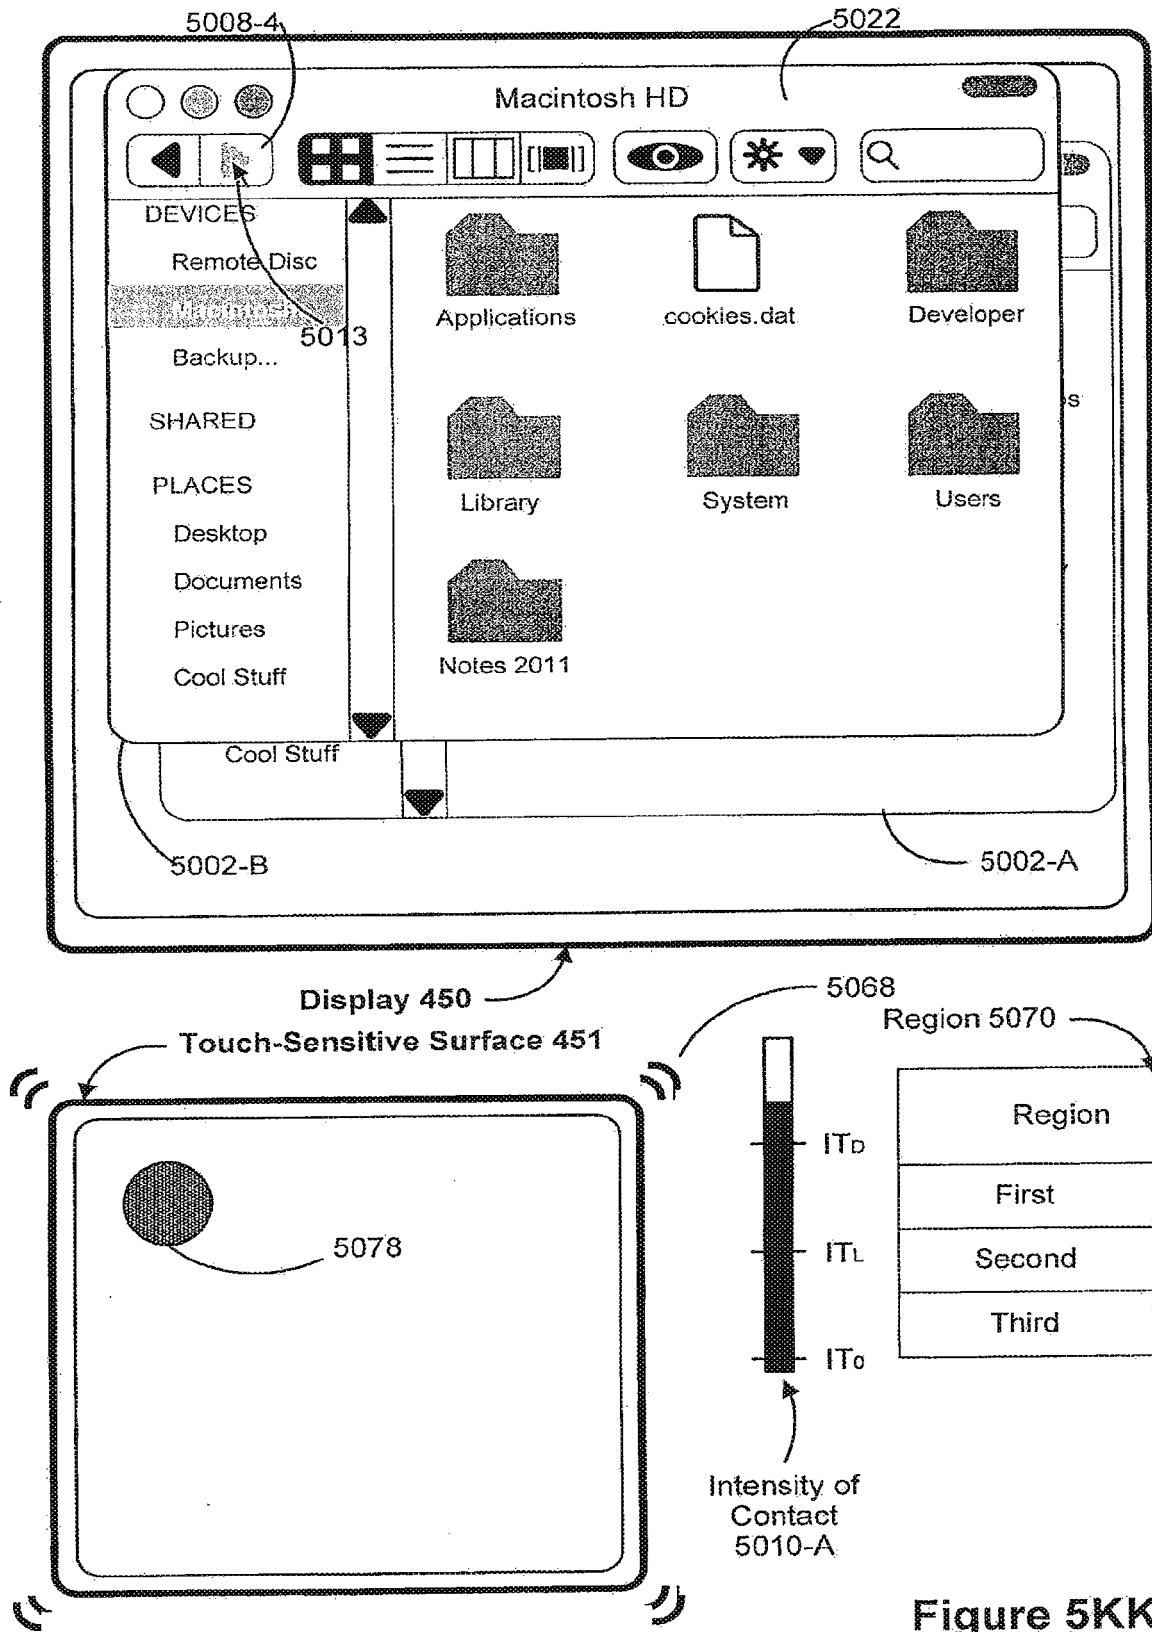 5008-4
5022
Macintosh HD
DEVICES
Remote Disc
Macintosh
5013
Backup...
SHARED
PLACES
Desktop
Documents
Pictures
Cool Stuff
Applications
cookies.dat
Developer
Library
System
Users
Notes 2011
Cool Stuff
5002-B
5002-A
Display 450
Touch-Sensitive Surface 451
5068
Region 5070
5078
ITD
ITL
IT0
Region
First
Second
Third
Intensity of
Contact
5010-A
Figure 5KK